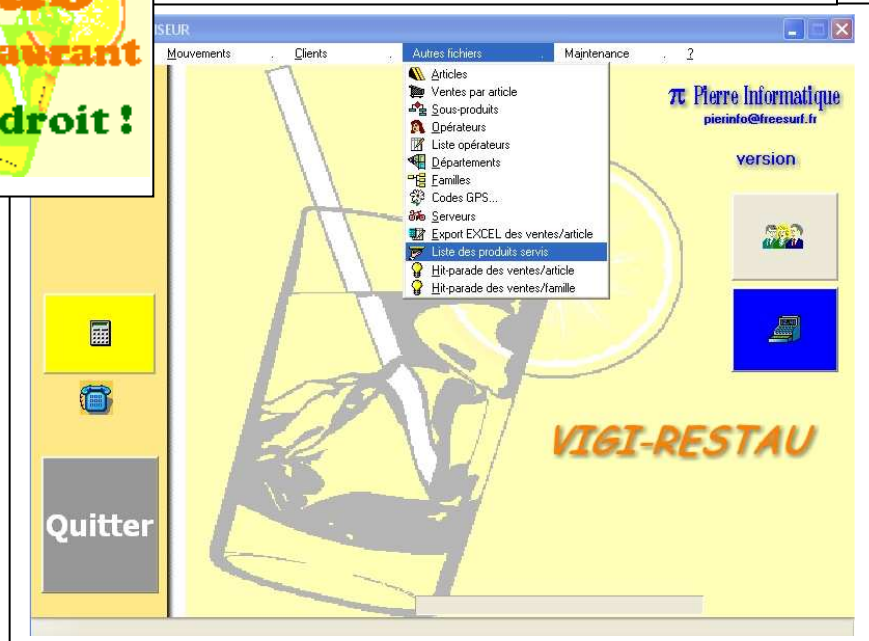 aurant
droit !
SEUR
Mouvements . Clients . Autres fichiers . Maintenance . ?
Articles
Ventes par article
Sous-produits
Opérateurs
Liste opérateurs
Départements
Familles
Codes GPS...
Serveurs
Export EXCEL des ventes/article
Liste des produits servis
Hit-parade des ventes/article
Hit-parade des ventes/famille
π Pierre Informatique
pierinfo@freesurf.fr
version
VIGI-RESTAU
Quitter